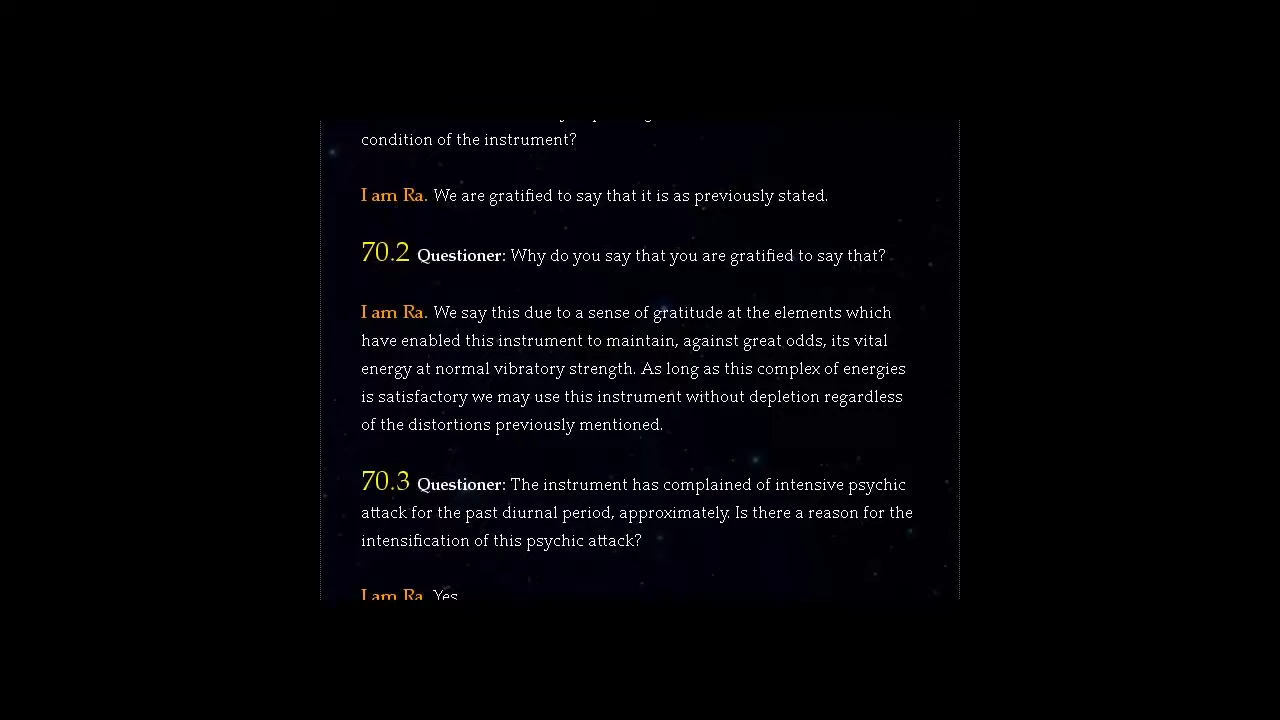 condition of the instrument?
I am Ra. We are gratified to say that it is as previously stated.
70.2 Questioner: Why do you say that you are gratified to say that?
I am Ra. We say this due to a sense of gratitude at the elements which
have enabled this instrument to maintain, against great odds, its vital
energy at normal vibratory strength. As long as this complex of energies
is satisfactory we may use this instrument without depletion regardless
of the distortions previously mentioned.
70.3 Questioner: The instrument has complained of intensive psychic
attack for the past diurnal period, approximately. Is there a reason for the
intensification of this psychic attack?
I am Ra. Yes